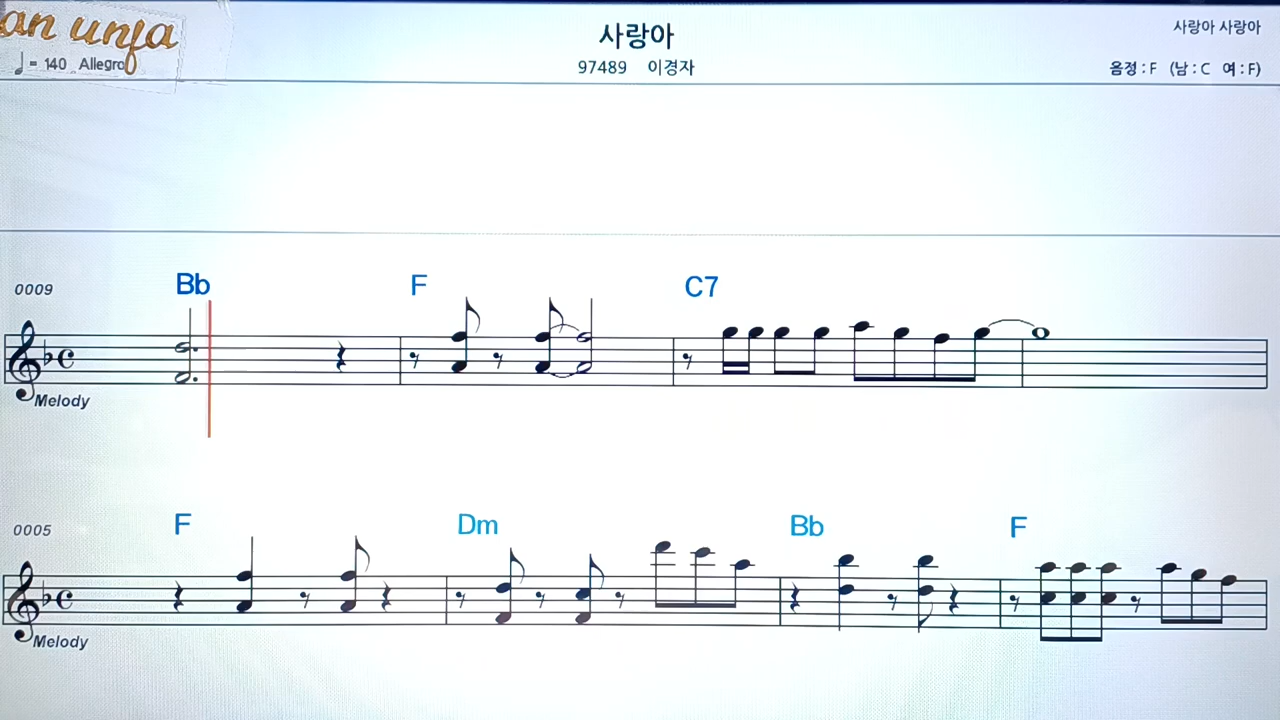 an unfa
사랑아
사랑아 사랑아
♩= 140 Allegro
97489 이경자
음정 : F (남 : C 여 : F)
0009
Bb F C7
Melody
0005
F Dm Bb F
Melody